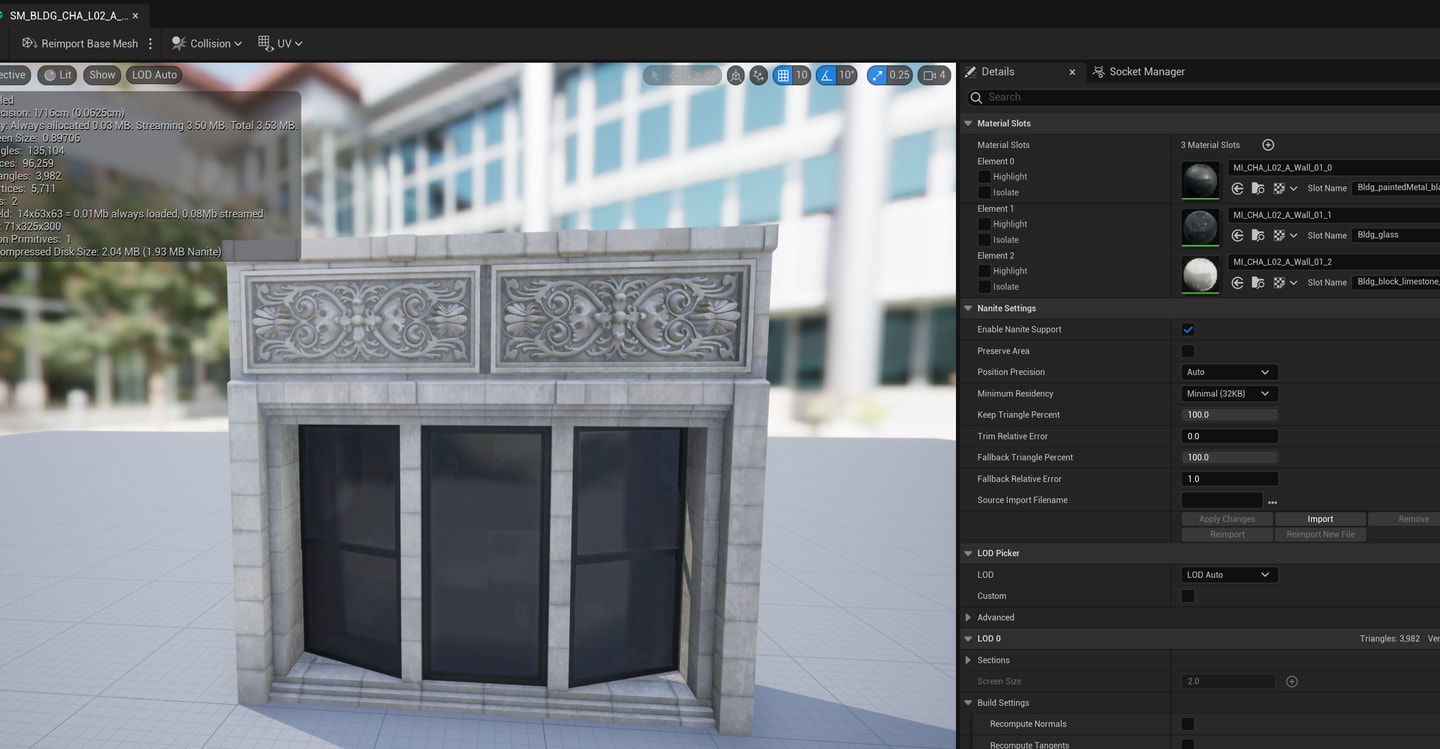 SM_BLDG_CHA_L02_A_...
Reimport Base Mesh
Collision
UV
ective
Lit
Show
LOD Auto
10
10°
0.25
4
led
cision: 1/16cm (0.0625cm)
y: Always allocated 0.03 MB. Streaming 3.50 MB. Total 3.53 MB.
en Size: 0.89706
gles: 135,104
ces: 96,259
angles: 3,982
rtices: 5,711
s: 2
eld: 14x63x63 = 0.01Mb always loaded, 0.08Mb streamed
: 71x325x300
on Primitives: 1
ompressed Disk Size: 2.04 MB (1.93 MB Nanite)
Details
Socket Manager
Search
Material Slots
Material Slots
3 Material Slots
Element 0
Highlight
Isolate
MI_CHA_L02_A_Wall_01_0
Slot Name
Bldg_paintedMetal_bla
Element 1
Highlight
Isolate
MI_CHA_L02_A_Wall_01_1
Slot Name
Bldg_glass
Element 2
Highlight
Isolate
MI_CHA_L02_A_Wall_01_2
Slot Name
Bldg_block_limestone_
Nanite Settings
Enable Nanite Support
Preserve Area
Position Precision
Auto
Minimum Residency
Minimal (32KB)
Keep Triangle Percent
100.0
Trim Relative Error
0.0
Fallback Triangle Percent
100.0
Fallback Relative Error
1.0
Source Import Filename
Apply Changes
Import
Remove
Reimport
Reimport New File
LOD Picker
LOD
LOD Auto
Custom
Advanced
LOD 0
Triangles: 3,982 Ver
Sections
Screen Size
2.0
Build Settings
Recompute Normals
Recompute Tangents